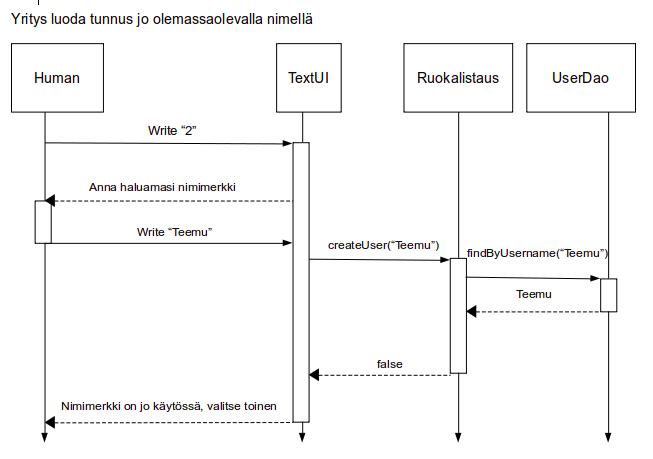 Yritys luoda tunnus jo olemassaolevalla nimellä
Human
TextUI
Ruokalistaus
UserDao
Write “2”
Anna haluamasi nimimerkki
Write “Teemu”
createUser(“Teemu”)
findByUsername(“Teemu”)
Teemu
false
Nimimerkki on jo käytössä, valitse toinen